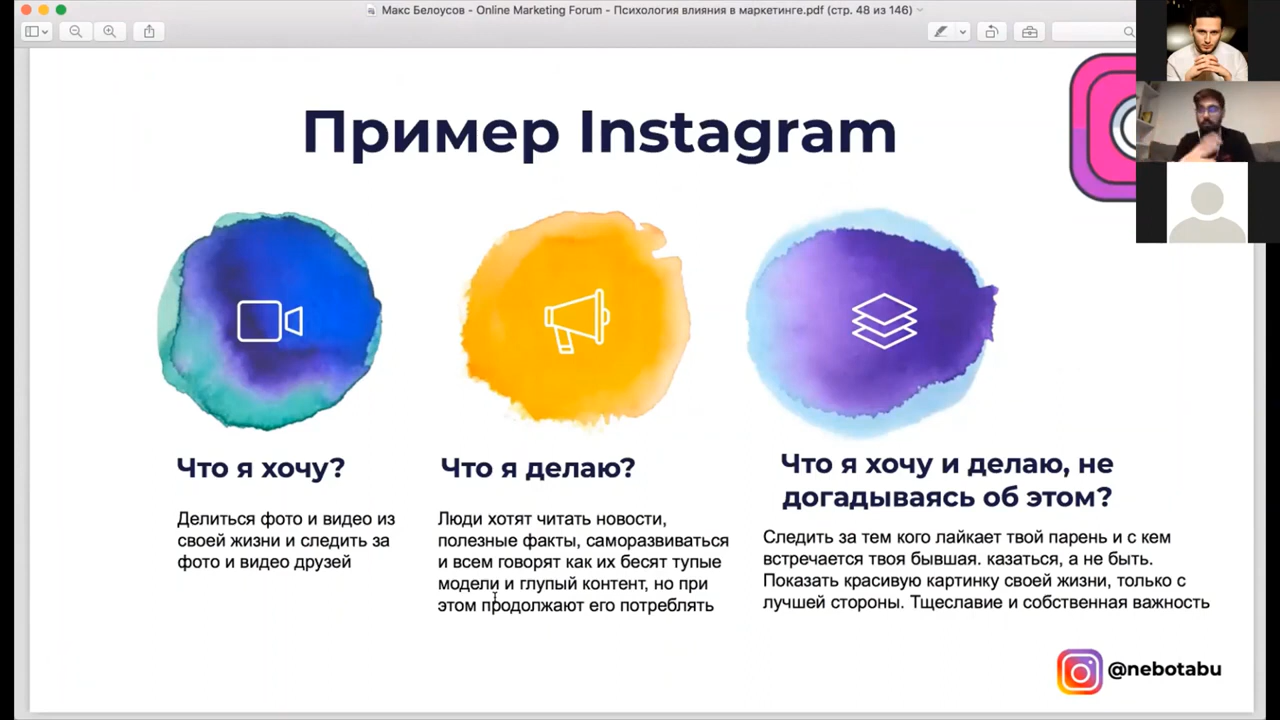 Макс Белоусов - Online Marketing Forum - Психология влияния в маркетинге.pdf (стр. 48 из 146)
Пример Instagram
Что я хочу?
Делиться фото и видео из
своей жизни и следить за
фото и видео друзей
Что я делаю?
Люди хотят читать новости,
полезные факты, саморазвиваться
и всем говорят как их бесят тупые
модели и глупый контент, но при
этом продолжают его потреблять
Что я хочу и делаю, не
догадываясь об этом?
Следить за тем кого лайкает твой парень и с кем
встречается твоя бывшая. казаться, а не быть.
Показать красивую картинку своей жизни, только с
лучшей стороны. Тщеславие и собственная важность
@nebotabu